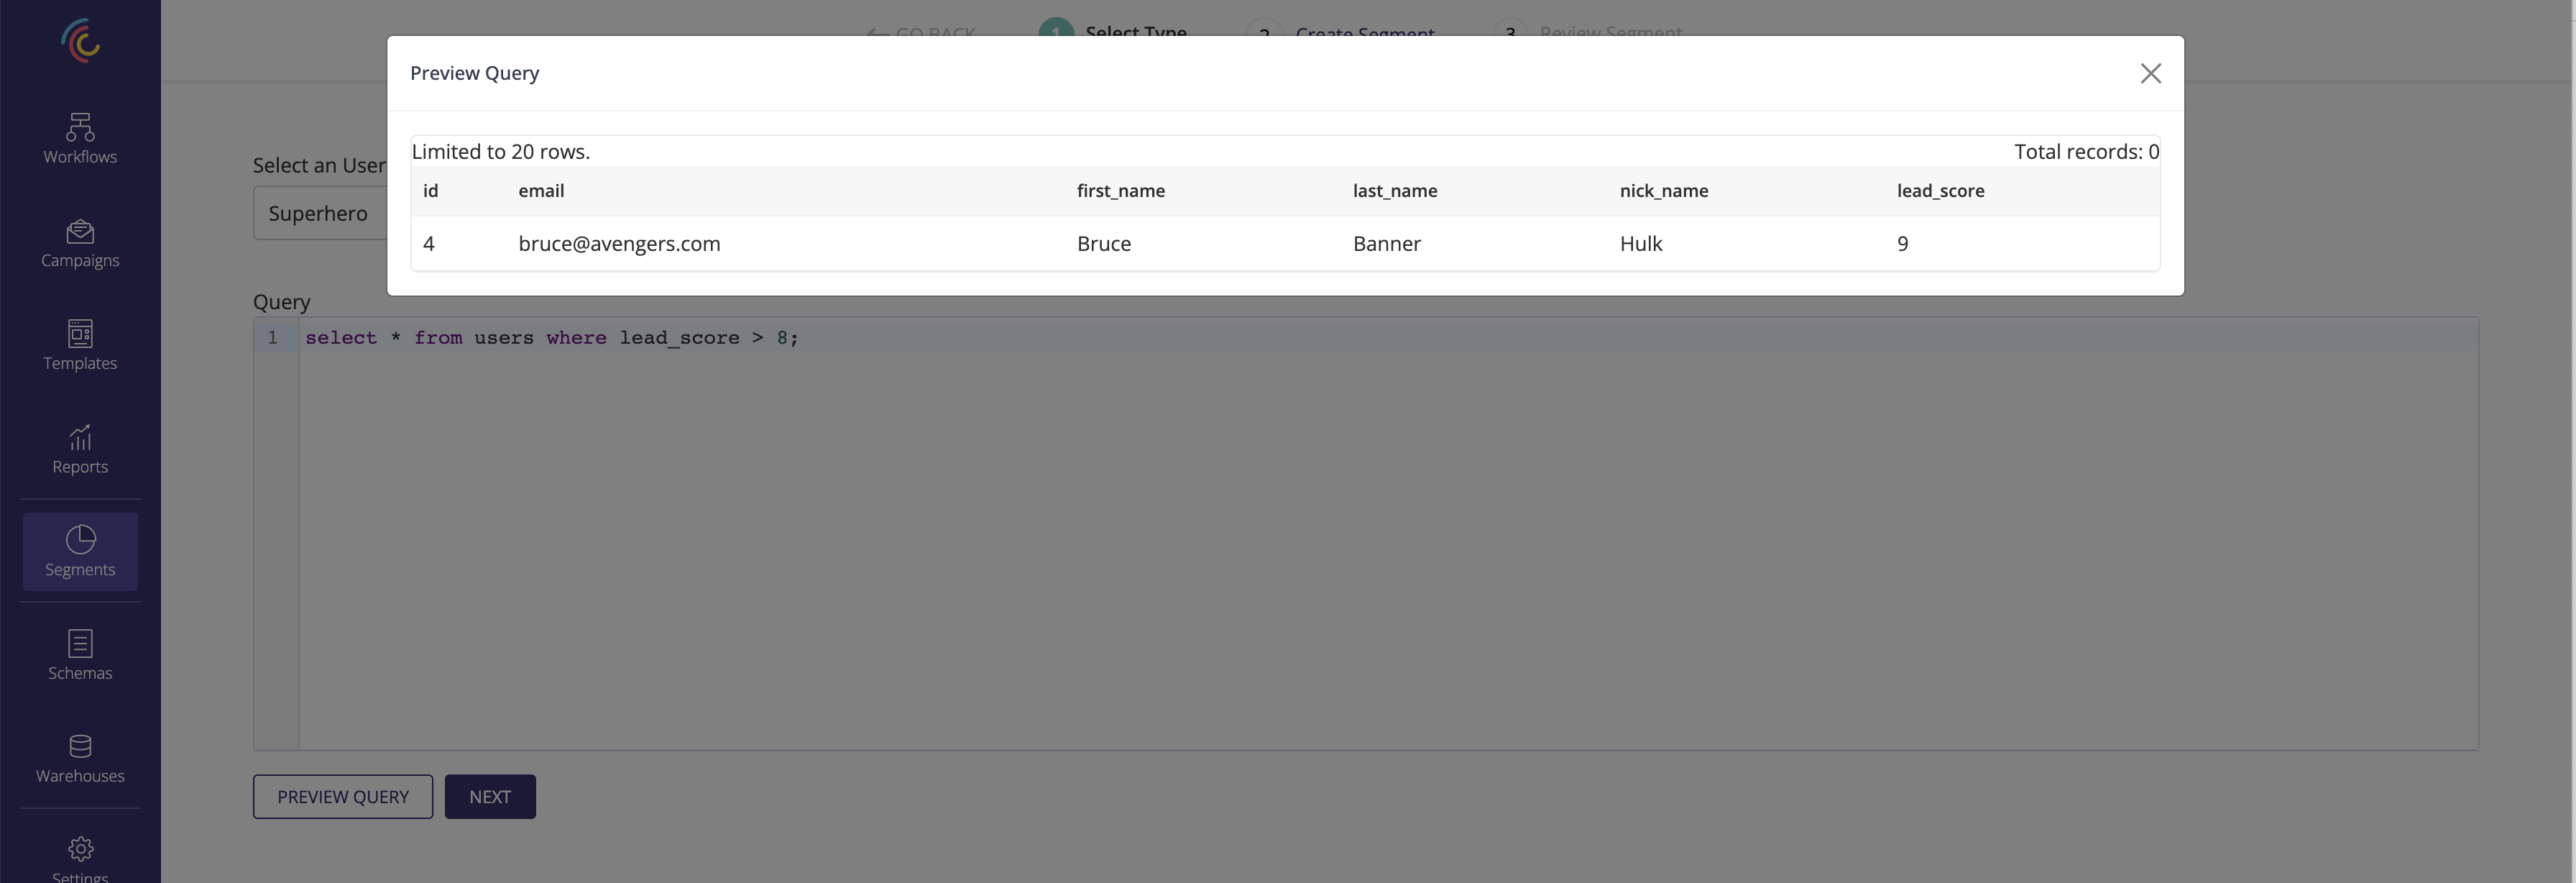 GO BACK 1 Select Type 2 Create Segment 3 Review Segment
Preview Query
Limited to 20 rows. Total records: 0
id email first_name last_name nick_name lead_score
4 bruce@avengers.com Bruce Banner Hulk 9
Workflows
Campaigns
Templates
Reports
Segments
Schemas
Warehouses
Settings
Select an User
Superhero
Query
1 select * from users where lead_score > 8;
PREVIEW QUERY NEXT